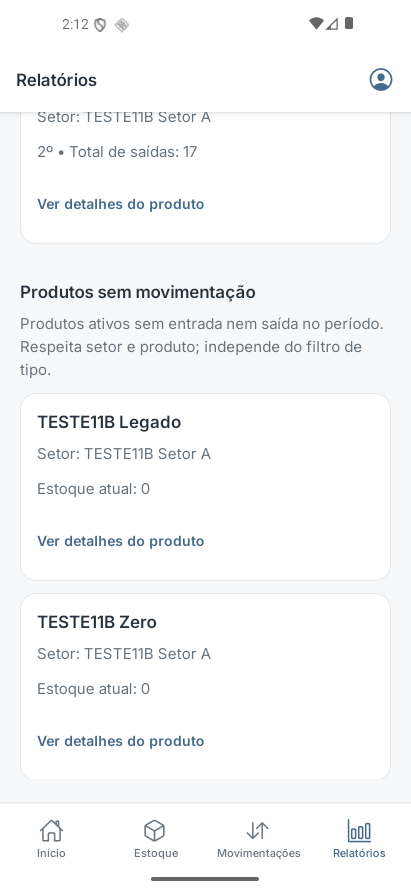 2:12
Relatórios
Setor: TESTE11B Setor A
2º • Total de saídas: 17
Ver detalhes do produto
Produtos sem movimentação
Produtos ativos sem entrada nem saída no período.
Respeita setor e produto; independe do filtro de
tipo.
TESTE11B Legado
Setor: TESTE11B Setor A
Estoque atual: 0
Ver detalhes do produto
TESTE11B Zero
Setor: TESTE11B Setor A
Estoque atual: 0
Ver detalhes do produto
Início
Estoque
Movimentações
Relatórios